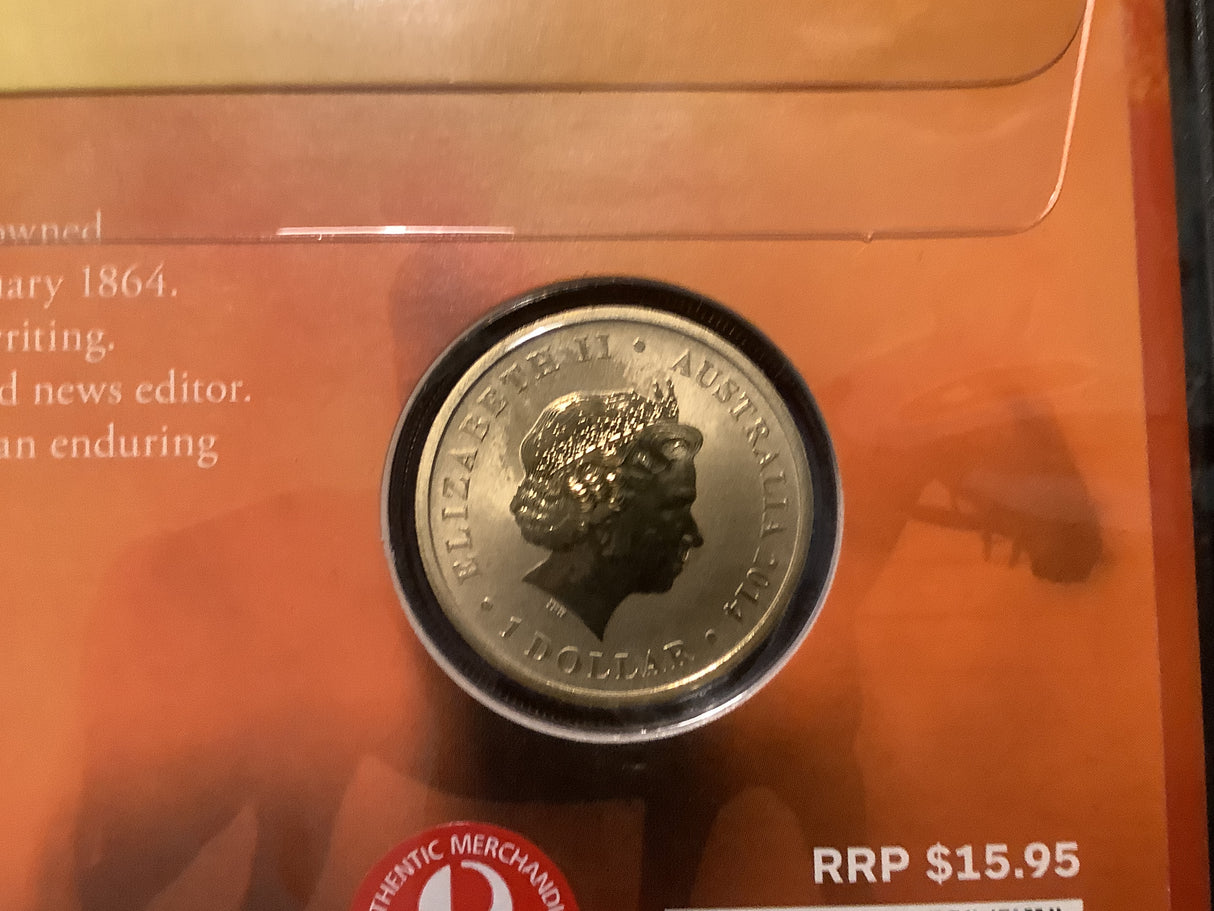 owned
uary 1864.
riting.
d news editor.
an enduring
ELIZABETH II • AUSTRALIA 2014
• 1 DOLLAR •
IRB
THENTIC MERCHANDI
RRP $15.95